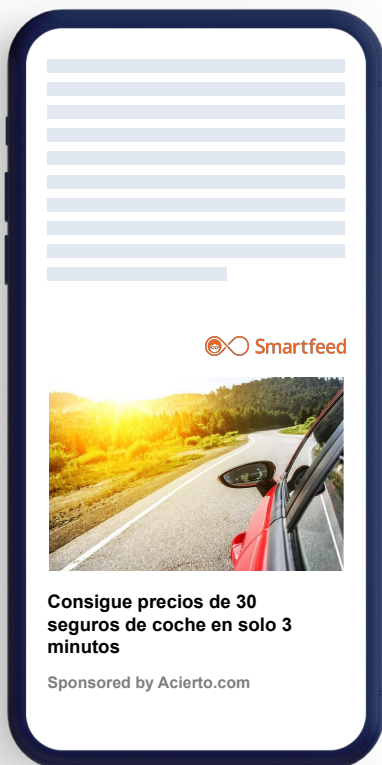 Smartfeed
Consigue precios de 30
seguros de coche en solo 3
minutos
Sponsored by Acierto.com